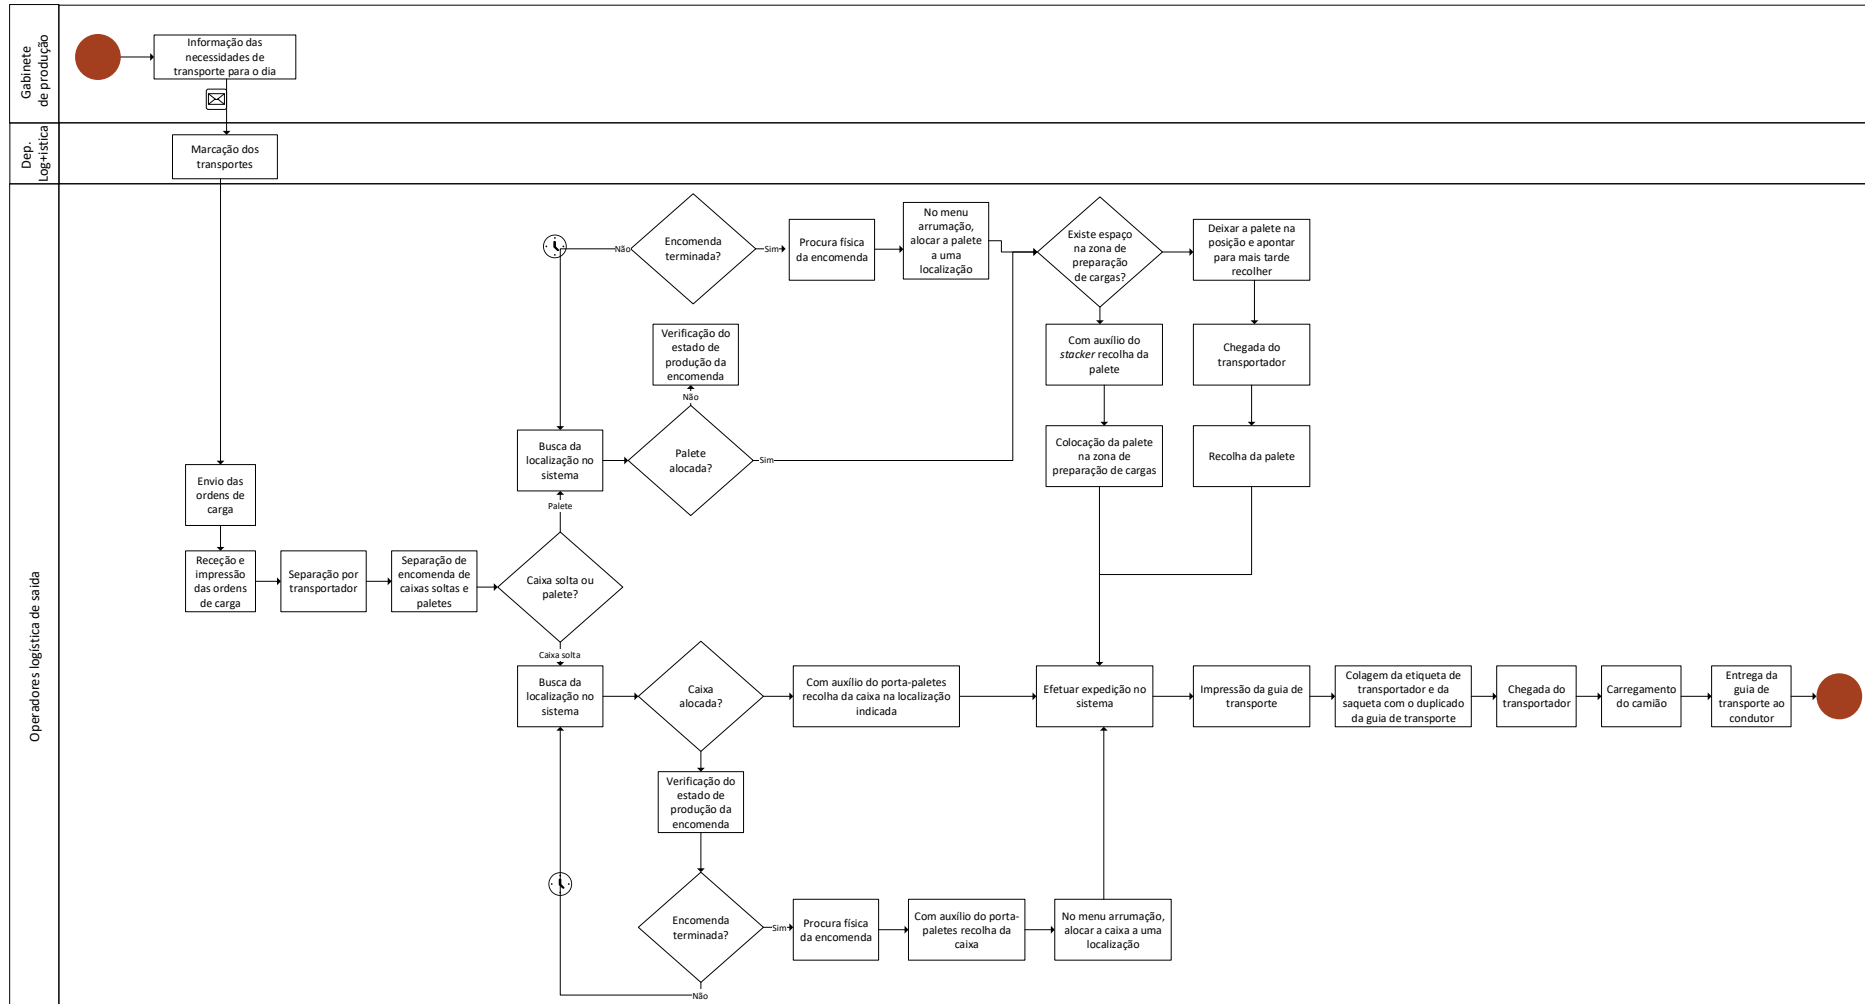 Gabinete
de produção
Informação das
necessidades de
transporte para o dia
Dep.
Log+istica
Marcação dos
transportes
Operadores logística de saída
Não
Encomenda
terminada?
Sim
Procura física
da encomenda
No menu
arrumação,
alocar a palete
a uma
localização
Existe espaço
na zona de
preparação
de cargas?
Deixar a palete na
posição e apontar
para mais tarde
recolher
Verificação do
estado de
produção da
encomenda
Com auxílio do
stacker recolha da
palete
Chegada do
transportador
Não
Busca da
localização no
sistema
Palete
alocada?
Sim
Colocação da palete
na zona de
preparação de cargas
Recolha da palete
Envio das
ordens de
carga
Palete
Receção e
impressão
das ordens
de carga
Separação por
transportador
Separação de
encomenda de
caixas soltas e
paletes
Caixa solta ou
palete?
Caixa solta
Busca da
localização no
sistema
Caixa
alocada?
Com auxílio do porta-paletes
recolha da caixa na localização
indicada
Efetuar expedição no
sistema
Impressão da guia de
transporte
Colagem da etiqueta de
transportador e da
saqueta com o duplicado
da guia de transporte
Chegada do
transportador
Carregamento
do camião
Entrega da
guia de
transporte ao
condutor
Verificação do
estado de
produção da
encomenda
Encomenda
terminada?
Sim
Procura física
da encomenda
Com auxílio do porta-
paletes recolha da
caixa
No menu arrumação,
alocar a caixa a uma
localização
Não